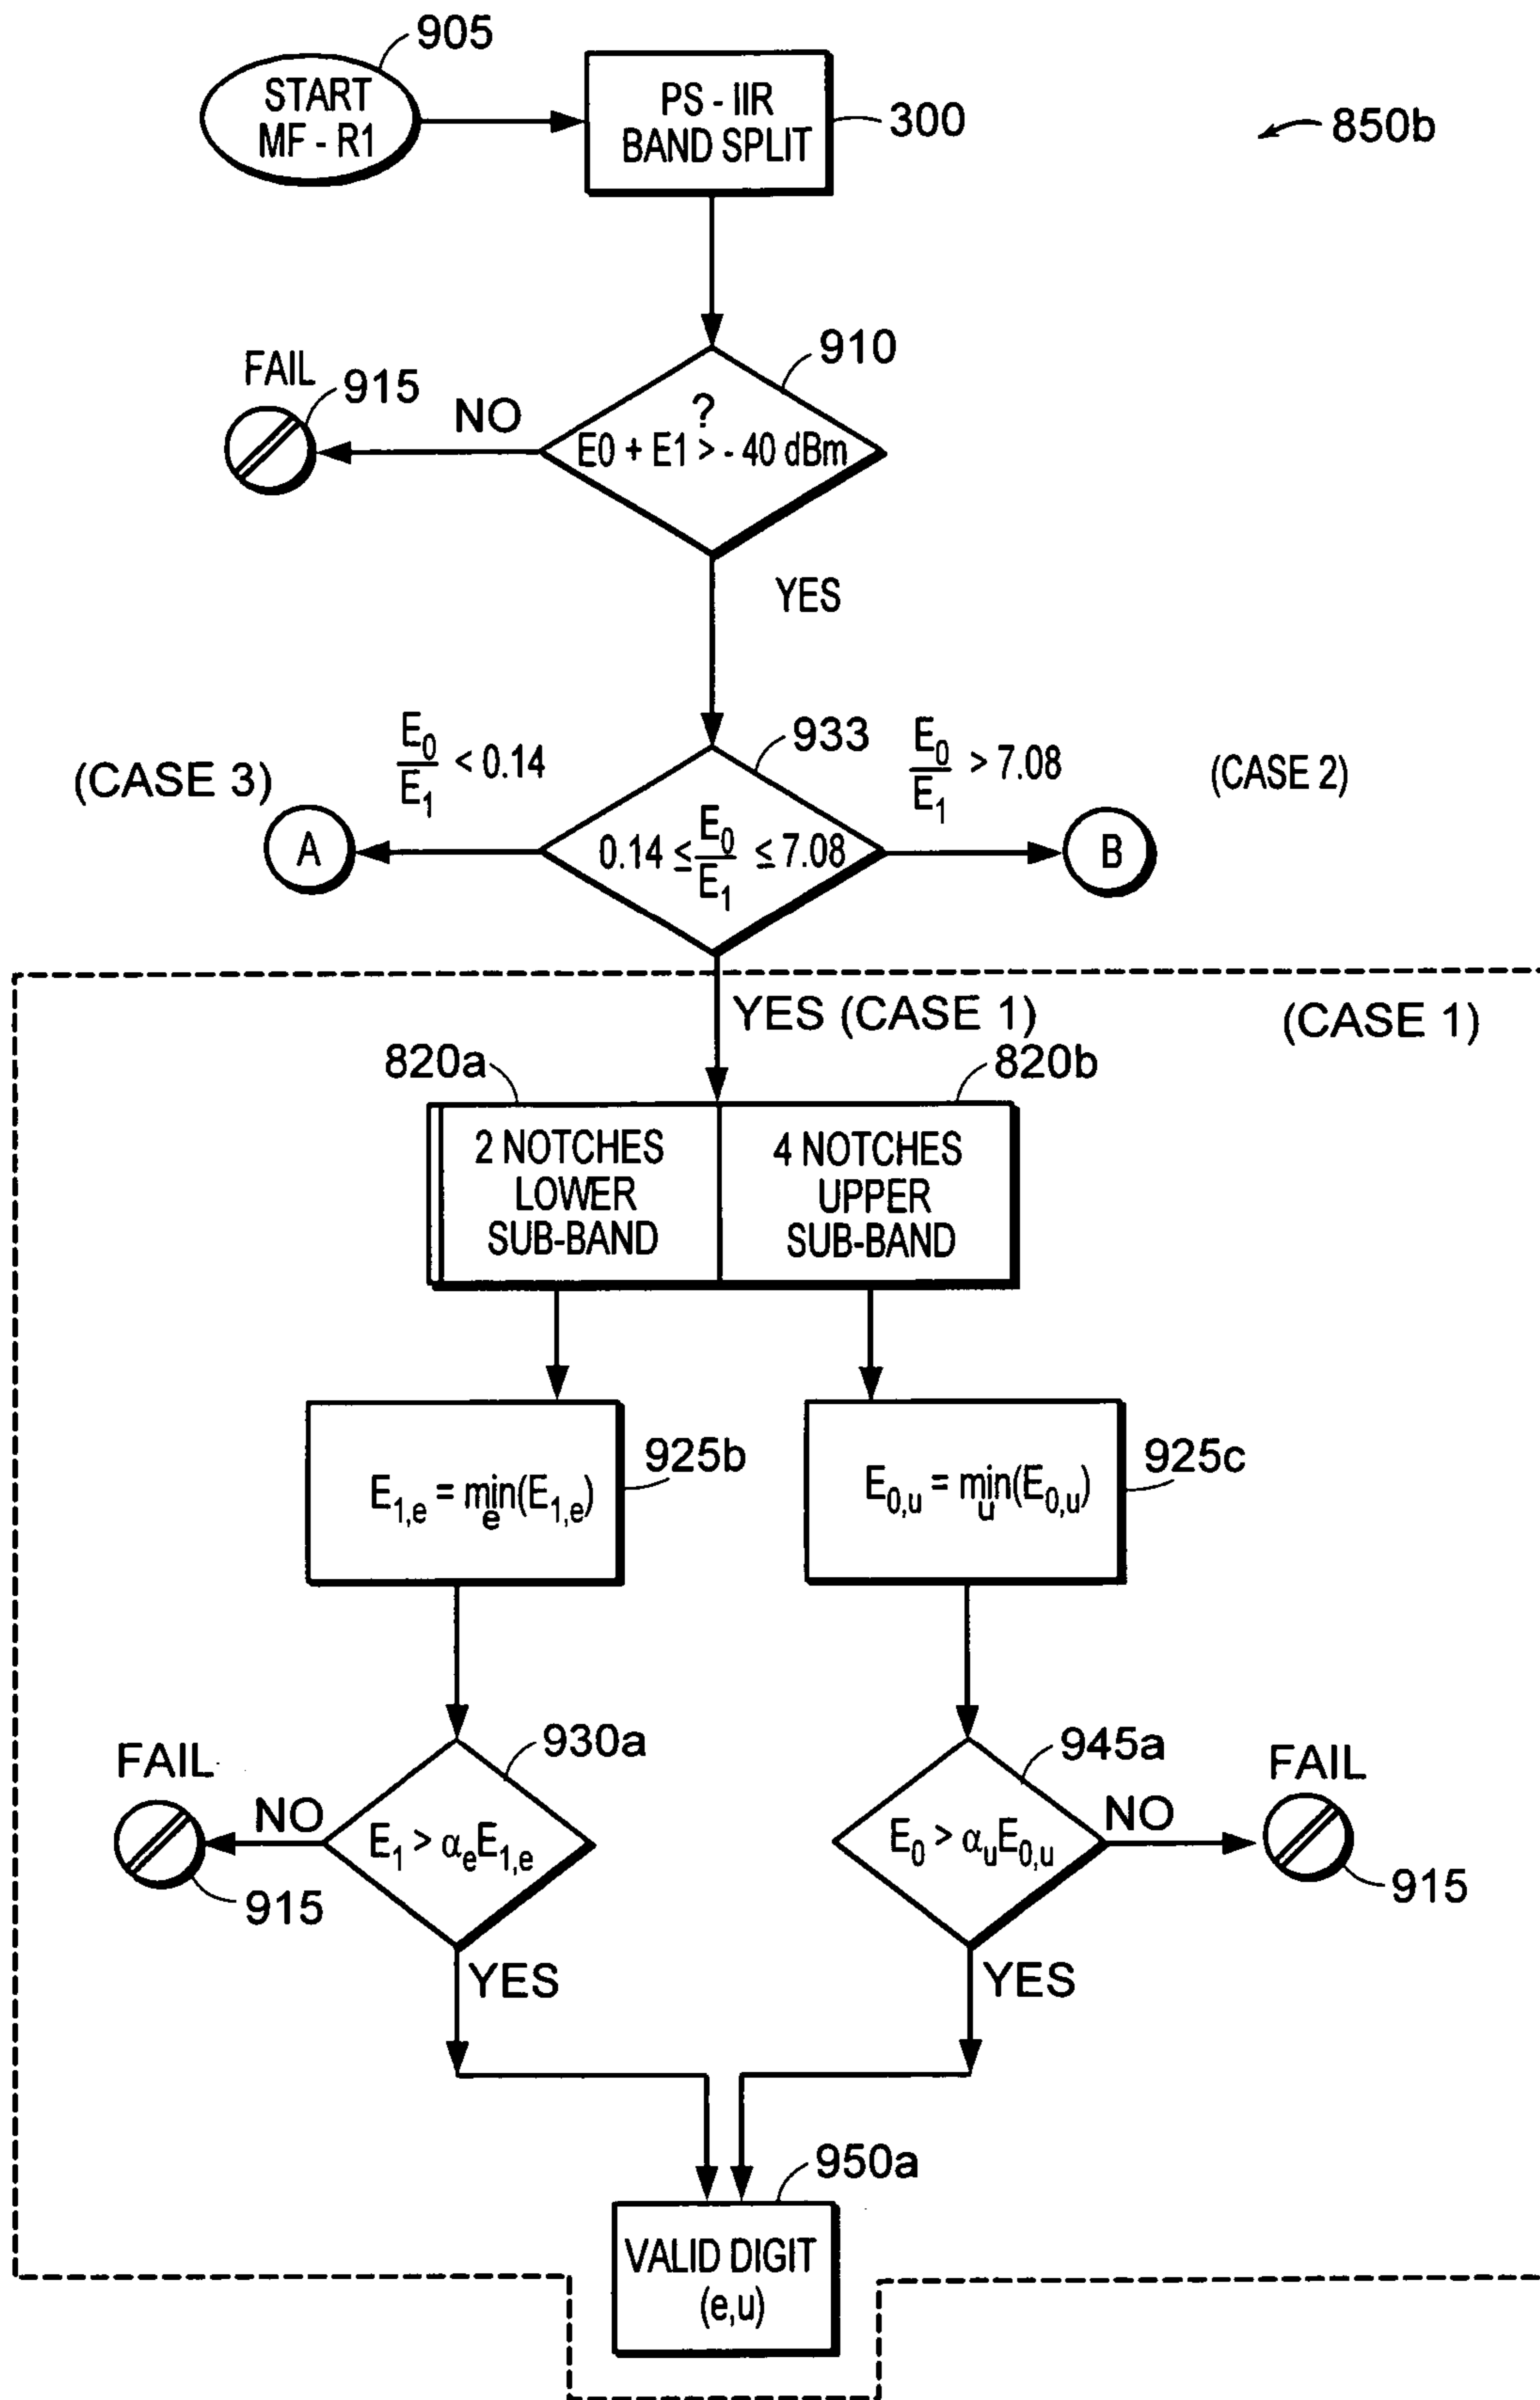 905
START
MF - R1
PS - IIR
BAND SPLIT
300
850b
910
FAIL
915
NO
?
E0 + E1 > - 40 dBm
YES
933
(CASE 3)
E₀/E₁ < 0.14
E₀/E₁ > 7.08
(CASE 2)
A
0.14 ≤ E₀/E₁ ≤ 7.08
B
YES (CASE 1)
(CASE 1)
820a
820b
2 NOTCHES
LOWER
SUB-BAND
4 NOTCHES
UPPER
SUB-BAND
925b
E₁,e = min(E₁,e)
e
925c
E₀,u = min(E₀,u)
u
930a
FAIL
NO
E₁ > αeE₁,e
915
YES
945a
E₀ > αuE₀,u
NO
FAIL
915
YES
950a
VALID DIGIT
(e,u)